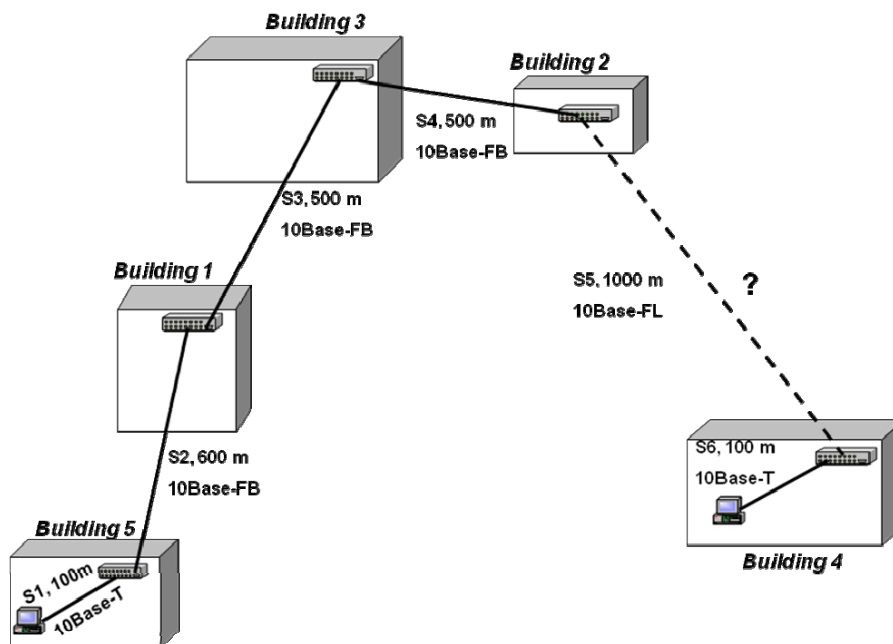 Building 3
Building 2
S4, 500 m
10Base-FB
S3, 500 m
10Base-FB
Building 1
S5, 1000 m
?
10Base-FL
S2, 600 m
10Base-FB
S6, 100 m
10Base-T
Building 5
S1, 100m
10Base-T
Building 4